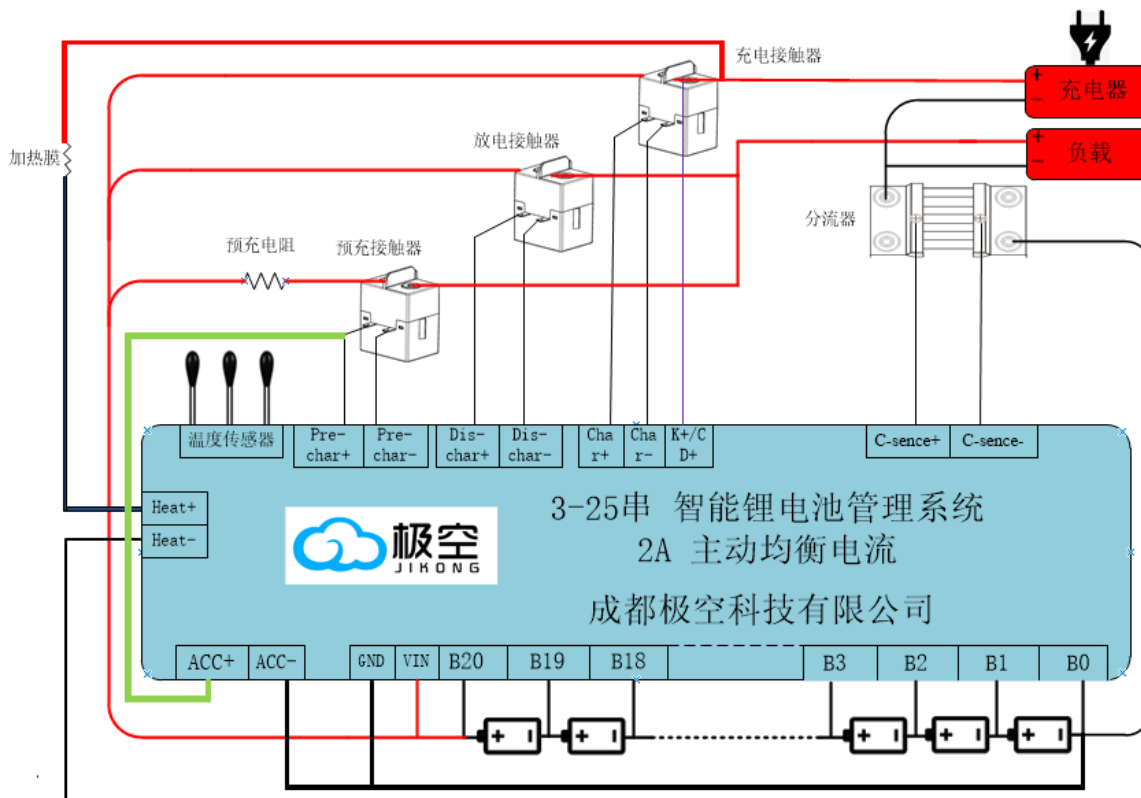 充电接触器
+
充电器
−
放电接触器
+
负载
−
加热膜
分流器
预充电阻
预充接触器
温度传感器
Pre-
char+
Pre-
char-
Dis-
char+
Dis-
char-
Cha
r+
Cha
r-
K+/C
D+
C-sence+
C-sence-
Heat+
Heat-
极空
JIKONG
3-25串 智能锂电池管理系统
2A 主动均衡电流
成都极空科技有限公司
ACC+
ACC-
GND
VIN
B20
B19
B18
B3
B2
B1
B0